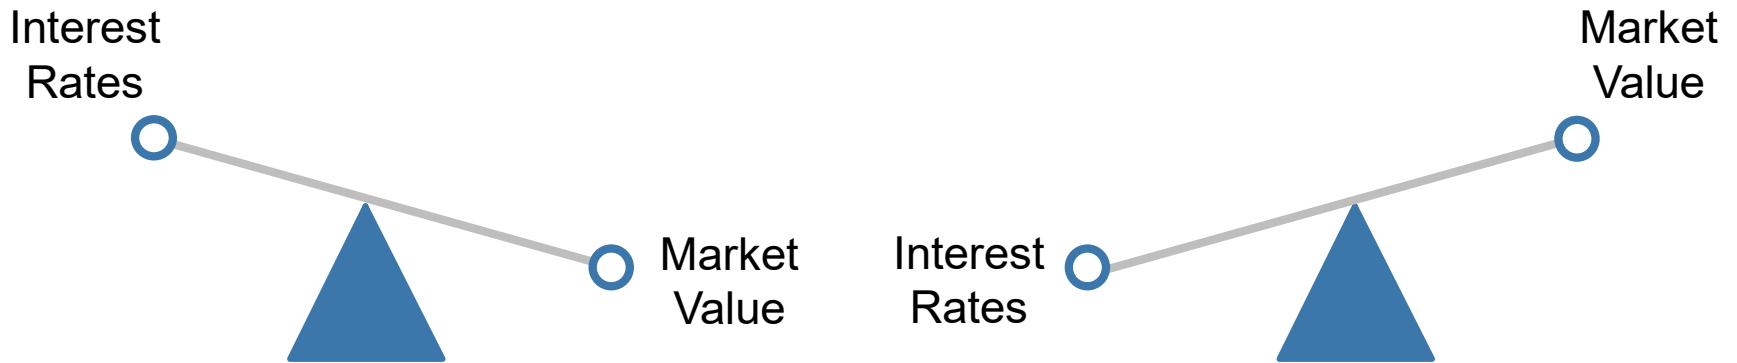 Interest
Rates
Market
Value
Interest
Rates
Market
Value